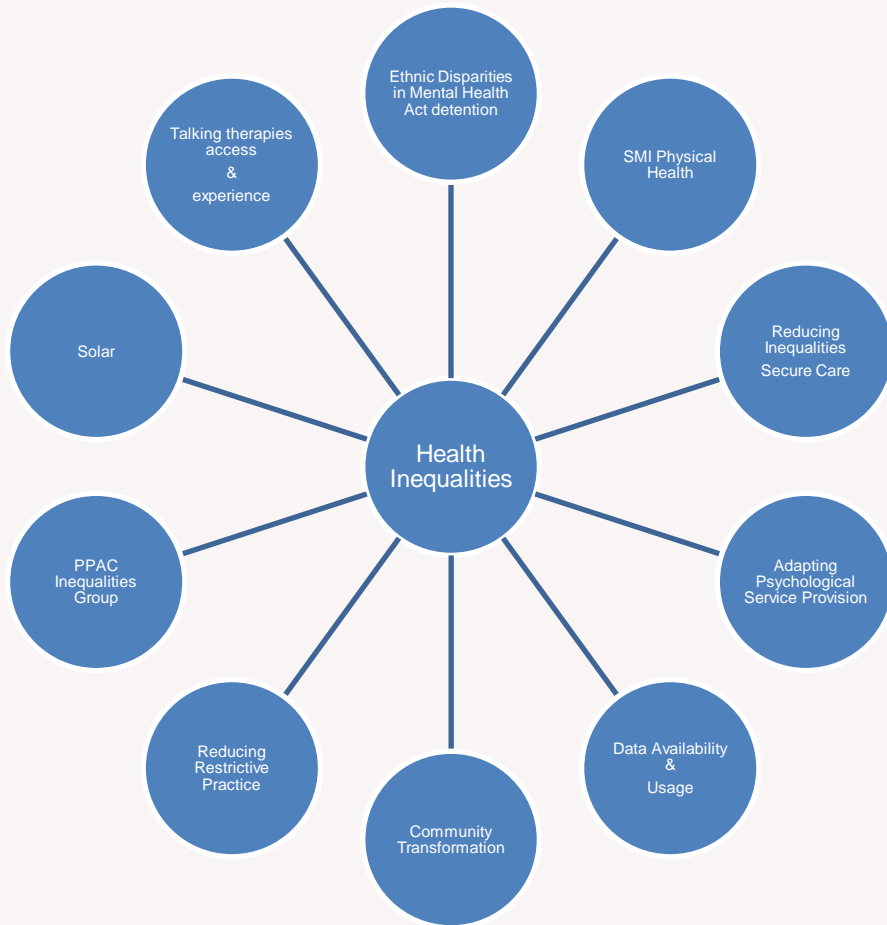 Ethnic Disparities
in Mental Health
Act detention
SMI Physical
Health
Reducing
Inequalities
Secure Care
Adapting
Psychological
Service Provision
Data Availability
&
Usage
Community
Transformation
Reducing
Restrictive
Practice
PPAC
Inequalities
Group
Solar
Talking therapies
access
&
experience
Health
Inequalities